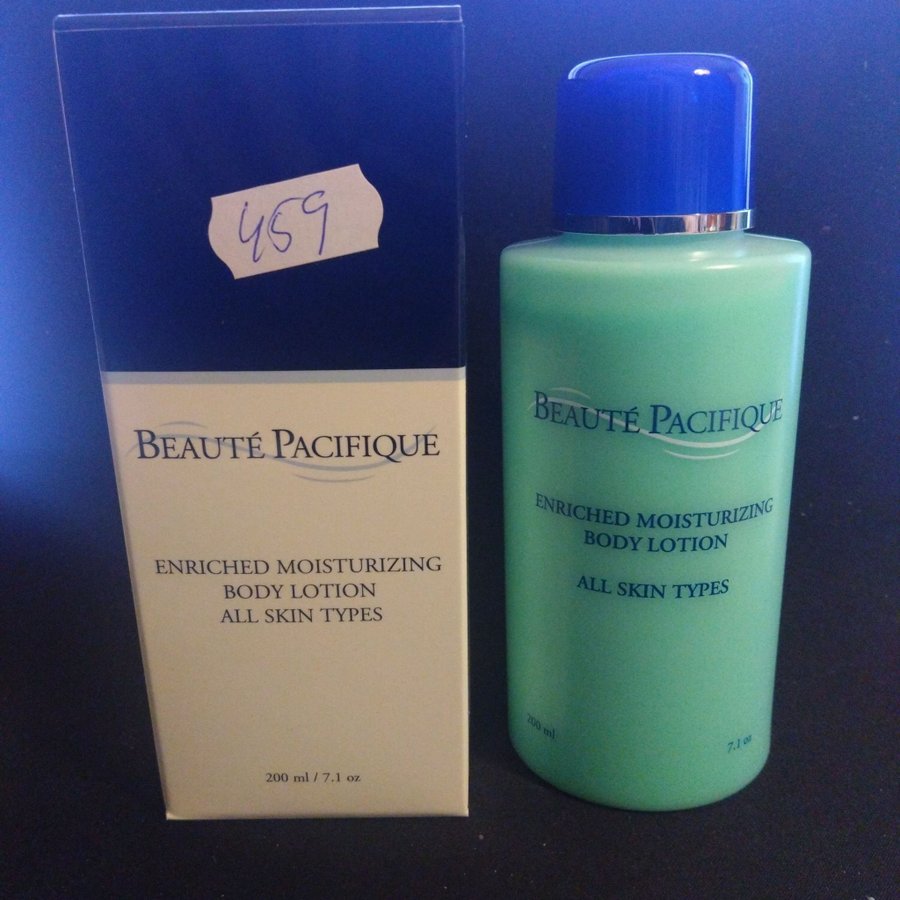 459
BEAUTÉ PACIFIQUE
ENRICHED MOISTURIZING
BODY LOTION
ALL SKIN TYPES
200 ml / 7.1 oz
BEAUTÉ PACIFIQUE
ENRICHED MOISTURIZING
BODY LOTION
ALL SKIN TYPES
200 ml
7.1 oz